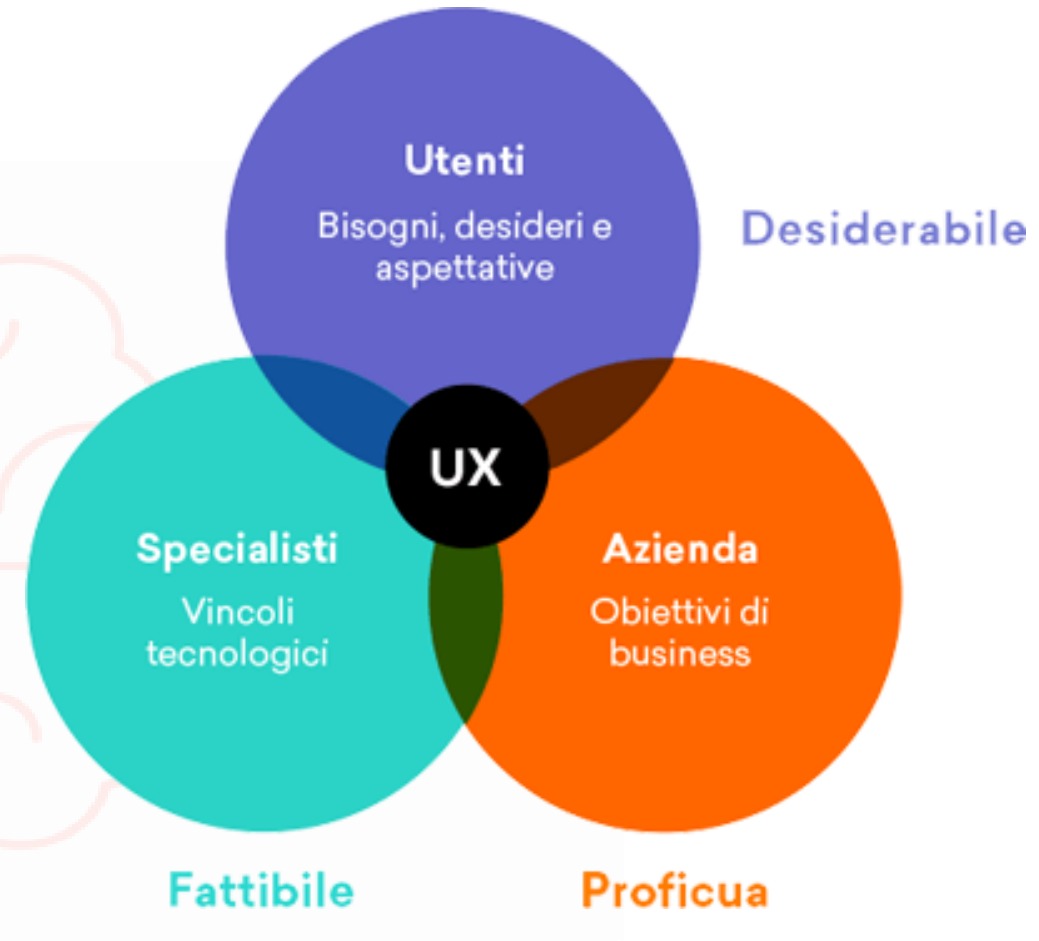 Utenti
Bisogni, desideri e
aspettative
Desiderabile
UX
Specialisti
Vincoli
tecnologici
Azienda
Obiettivi di
business
Fattibile
Proficua